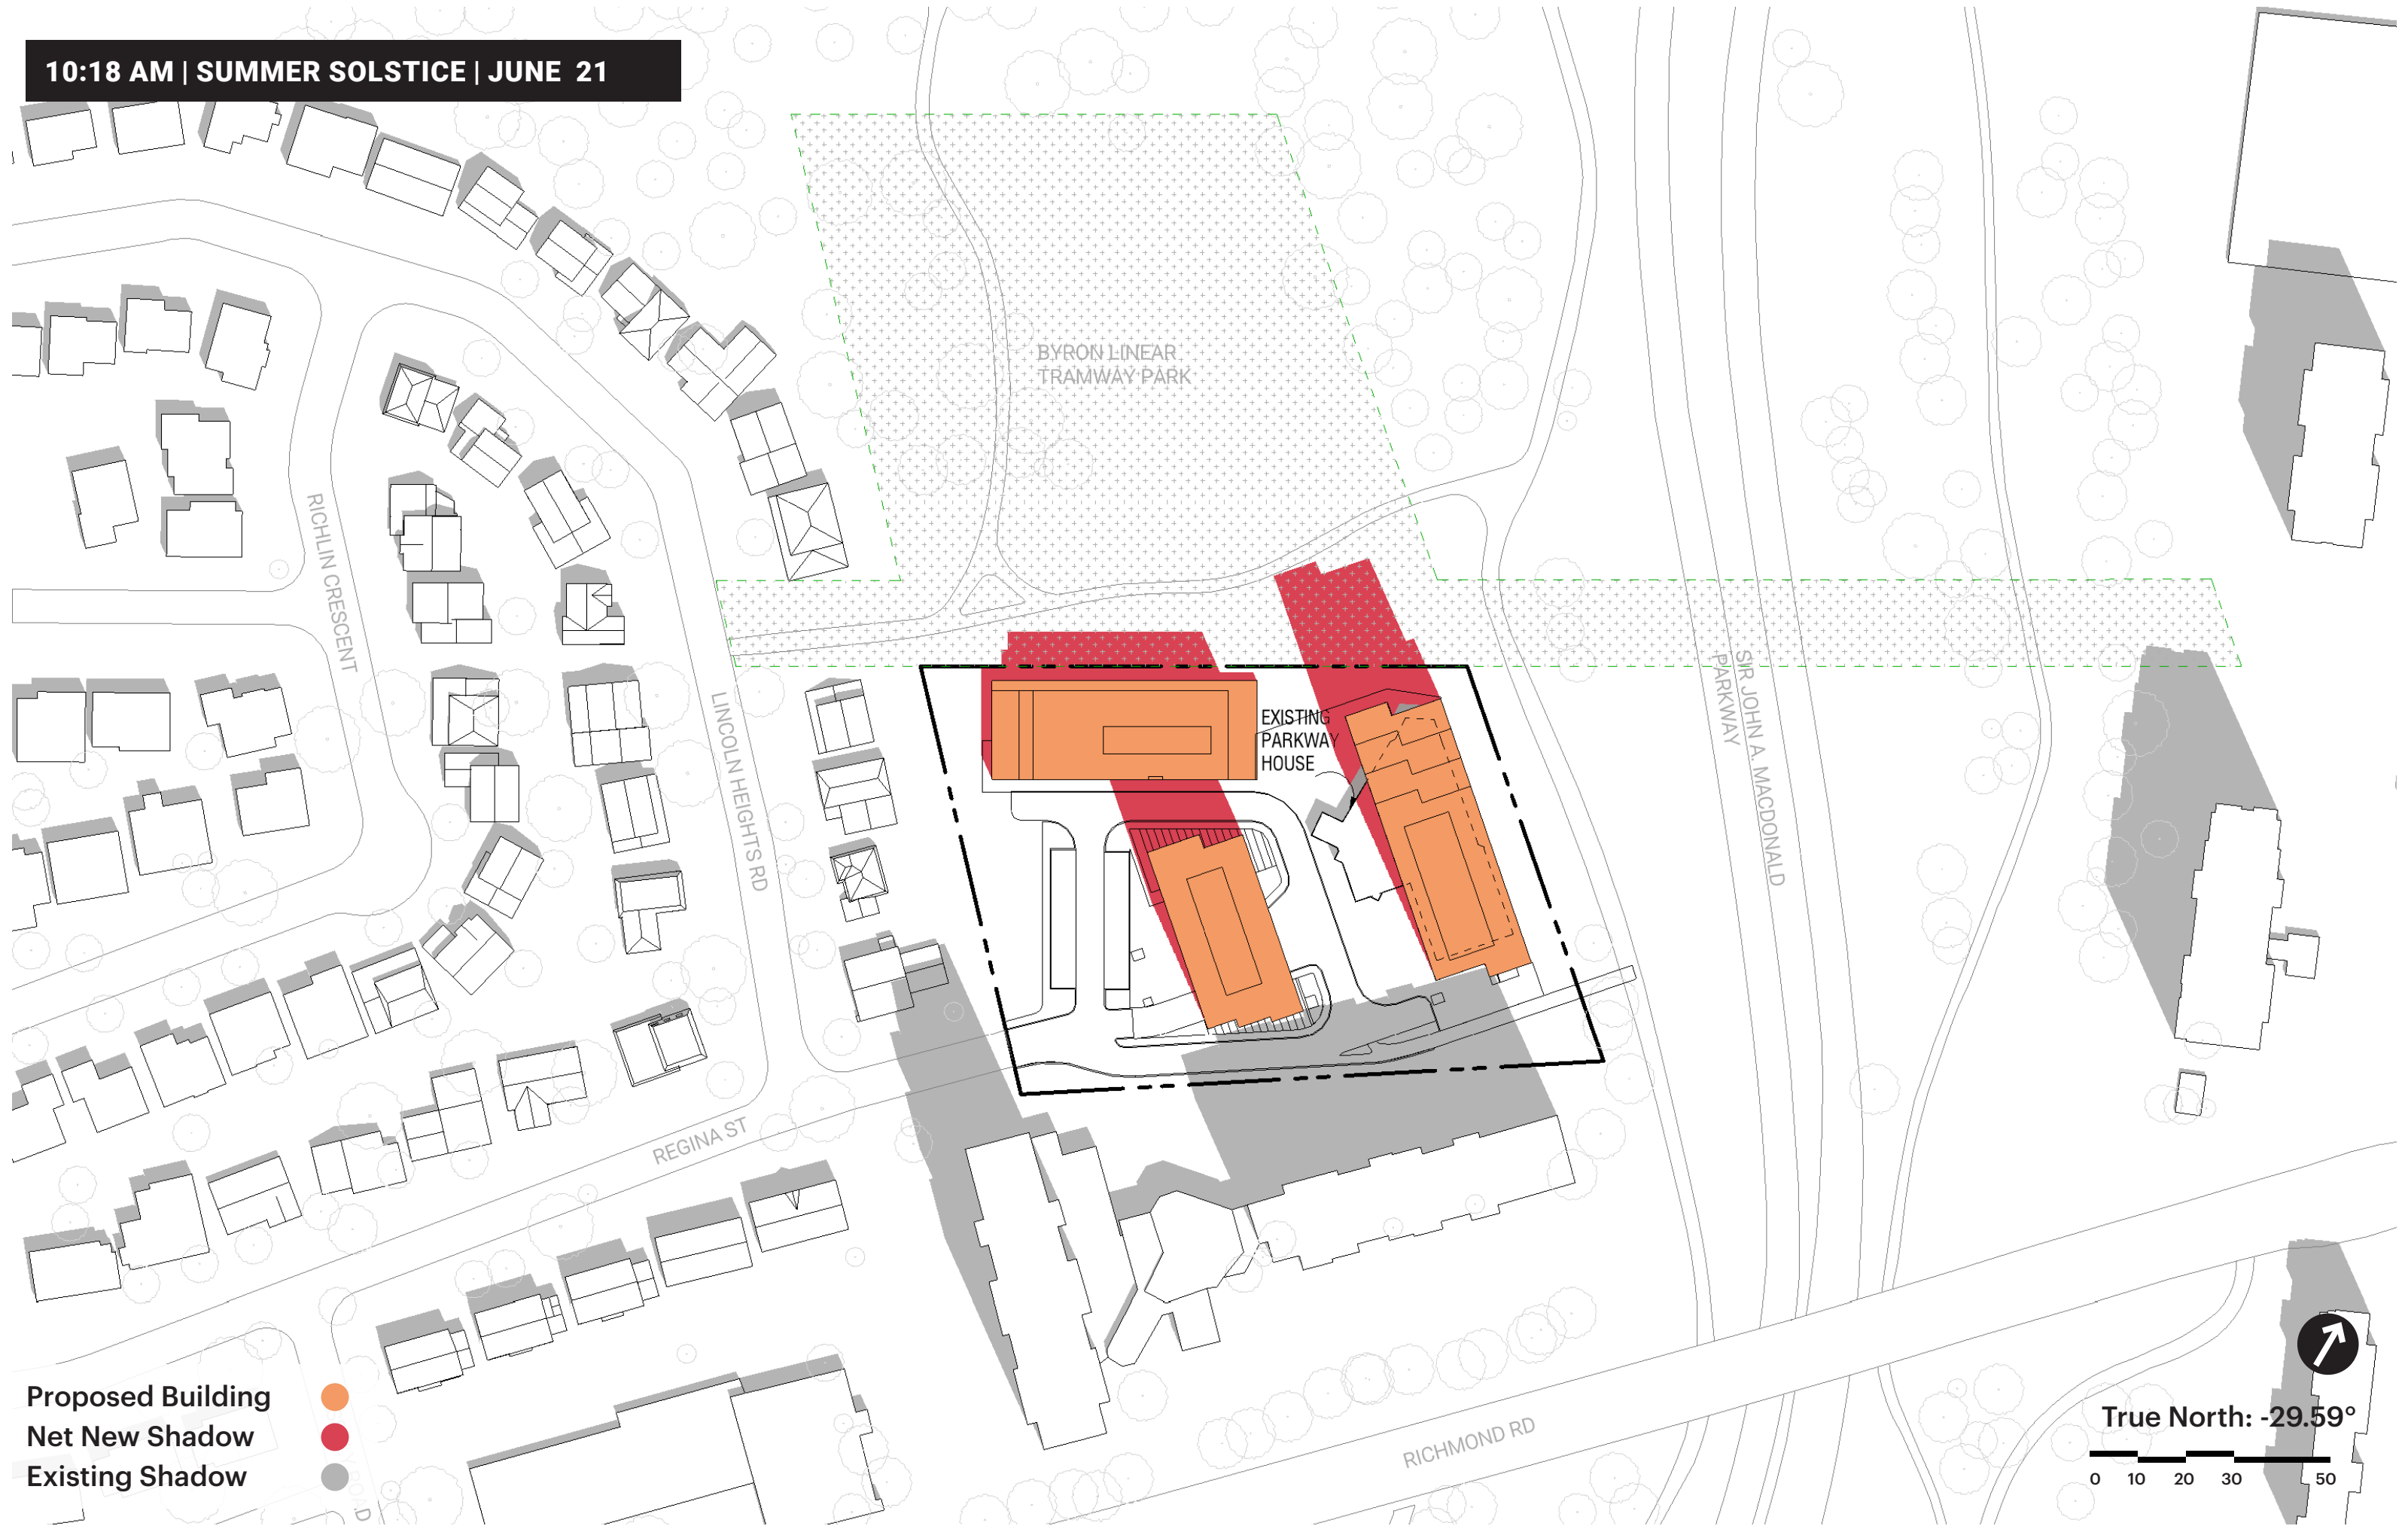 10:18 AM | SUMMER SOLSTICE | JUNE 21
BYRON LINEAR
TRAMWAY PARK
RICHLIN CRESCENT
LINCOLN HEIGHTS RD
EXISTING
PARKWAY
HOUSE
SIR JOHN A. MACDONALD
PARKWAY
REGINA ST
RICHMOND RD
Proposed Building
Net New Shadow
Existing Shadow
True North: -29.59°
0 10 20 30 50